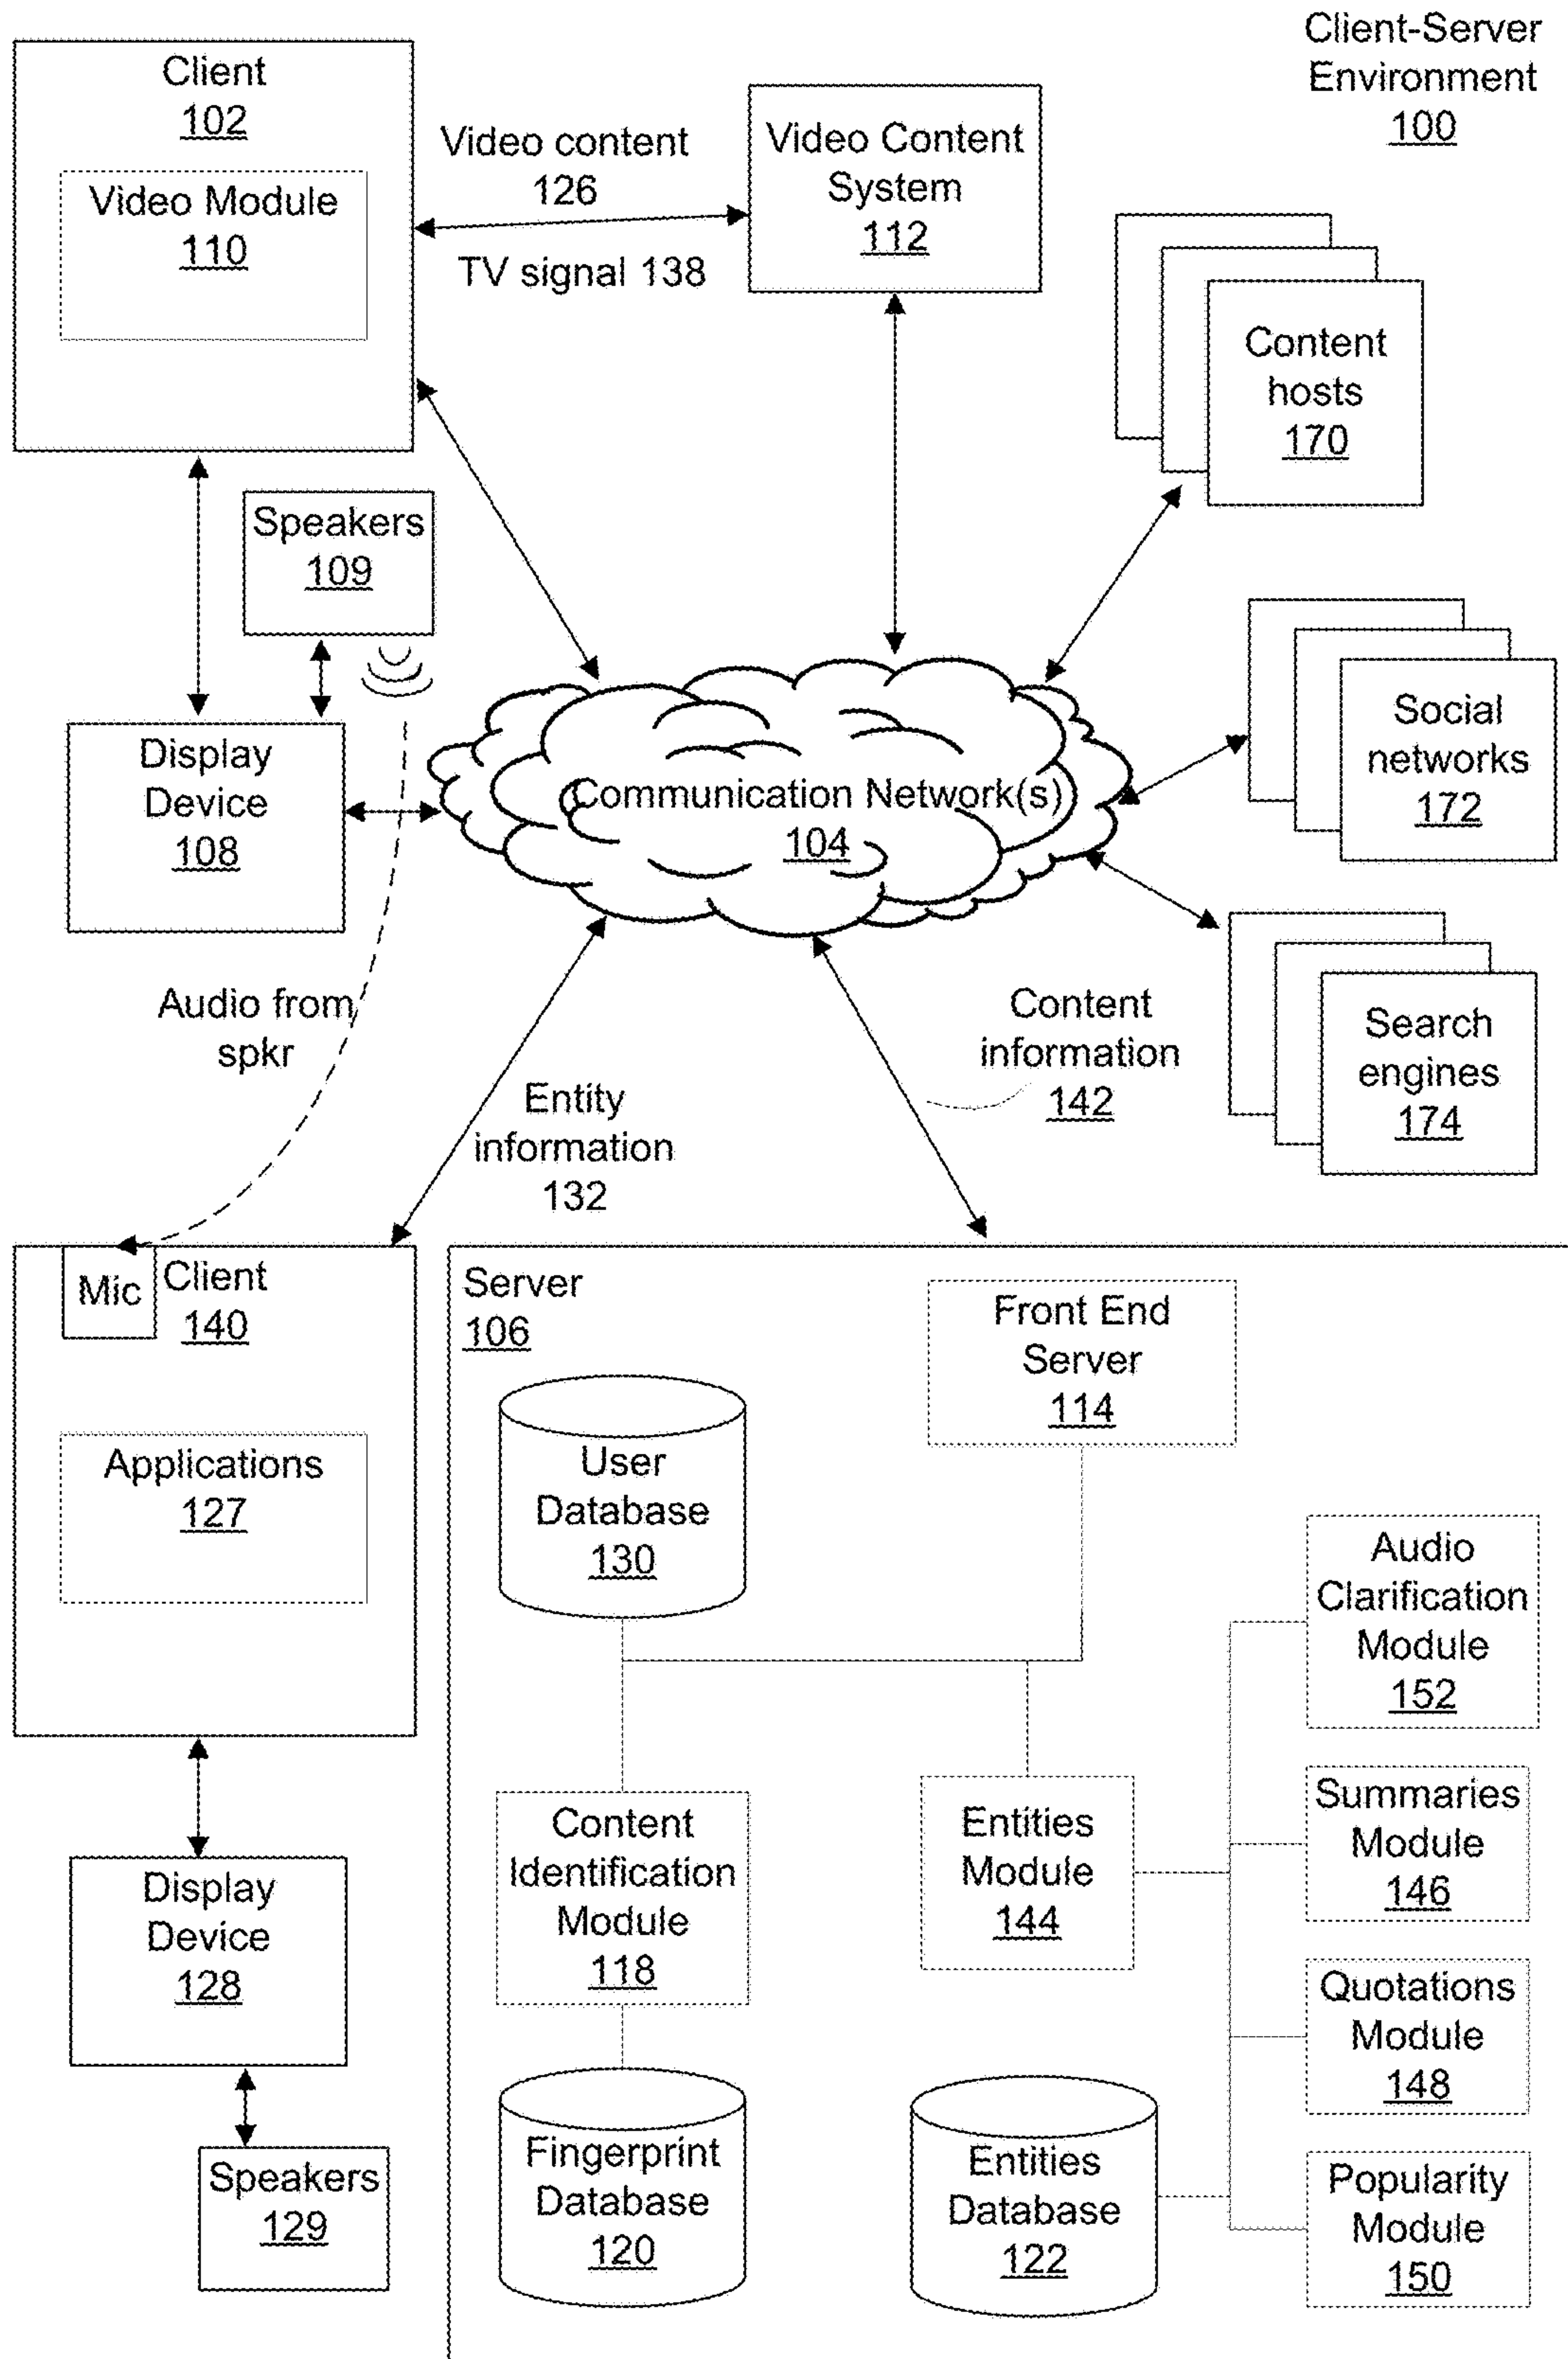 Client-Server
Environment
100
Client
102
Video Module
110
Video content
126
TV signal 138
Video Content
System
112
Content
hosts
170
Speakers
109
Display
Device
108
Communication Network(s)
104
Social
networks
172
Search
engines
174
Audio from
spkr
Entity
information
132
Content
information
142
Mic
Client
140
Applications
127
Display
Device
128
Speakers
129
Server
106
Front End
Server
114
User
Database
130
Audio
Clarification
Module
152
Content
Identification
Module
118
Entities
Module
144
Summaries
Module
146
Quotations
Module
148
Fingerprint
Database
120
Entities
Database
122
Popularity
Module
150